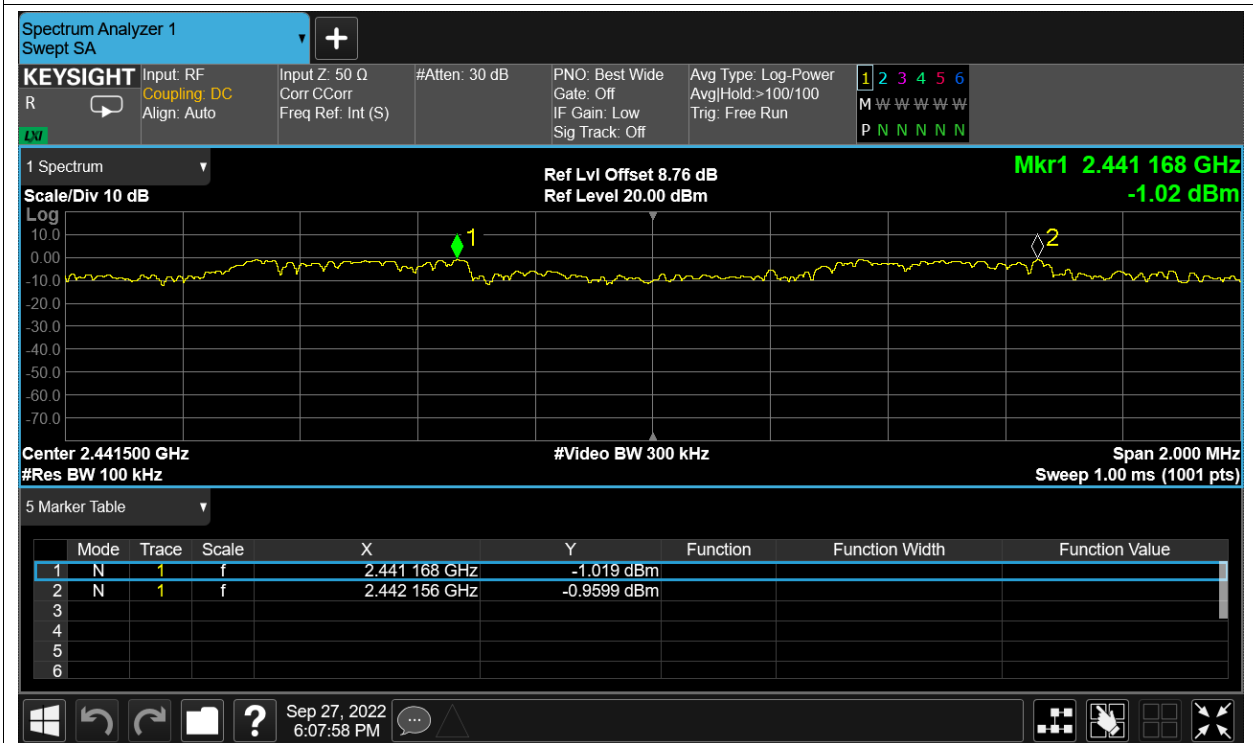 Spectrum Analyzer 1
Swept SA
KEYSIGHT
R
LXI
Input: RF
Coupling: DC
Align: Auto
Input Z: 50 Ω
Corr CCorr
Freq Ref: Int (S)
#Atten: 30 dB
PNO: Best Wide
Gate: Off
IF Gain: Low
Sig Track: Off
Avg Type: Log-Power
Avg|Hold:>100/100
Trig: Free Run
1 2 3 4 5 6
M W W W W W
P N N N N N
1 Spectrum
Scale/Div 10 dB
Ref Lvl Offset 8.76 dB
Ref Level 20.00 dBm
Mkr1 2.441 168 GHz
-1.02 dBm
Log
10.0
0.00
-10.0
-20.0
-30.0
-40.0
-50.0
-60.0
-70.0
1
2
Center 2.441500 GHz
#Res BW 100 kHz
#Video BW 300 kHz
Span 2.000 MHz
Sweep 1.00 ms (1001 pts)
5 Marker Table
Mode Trace Scale X Y Function Function Width Function Value
1 N 1 f 2.441 168 GHz -1.019 dBm
2 N 1 f 2.442 156 GHz -0.9599 dBm
3
4
5
6
?
Sep 27, 2022
6:07:58 PM